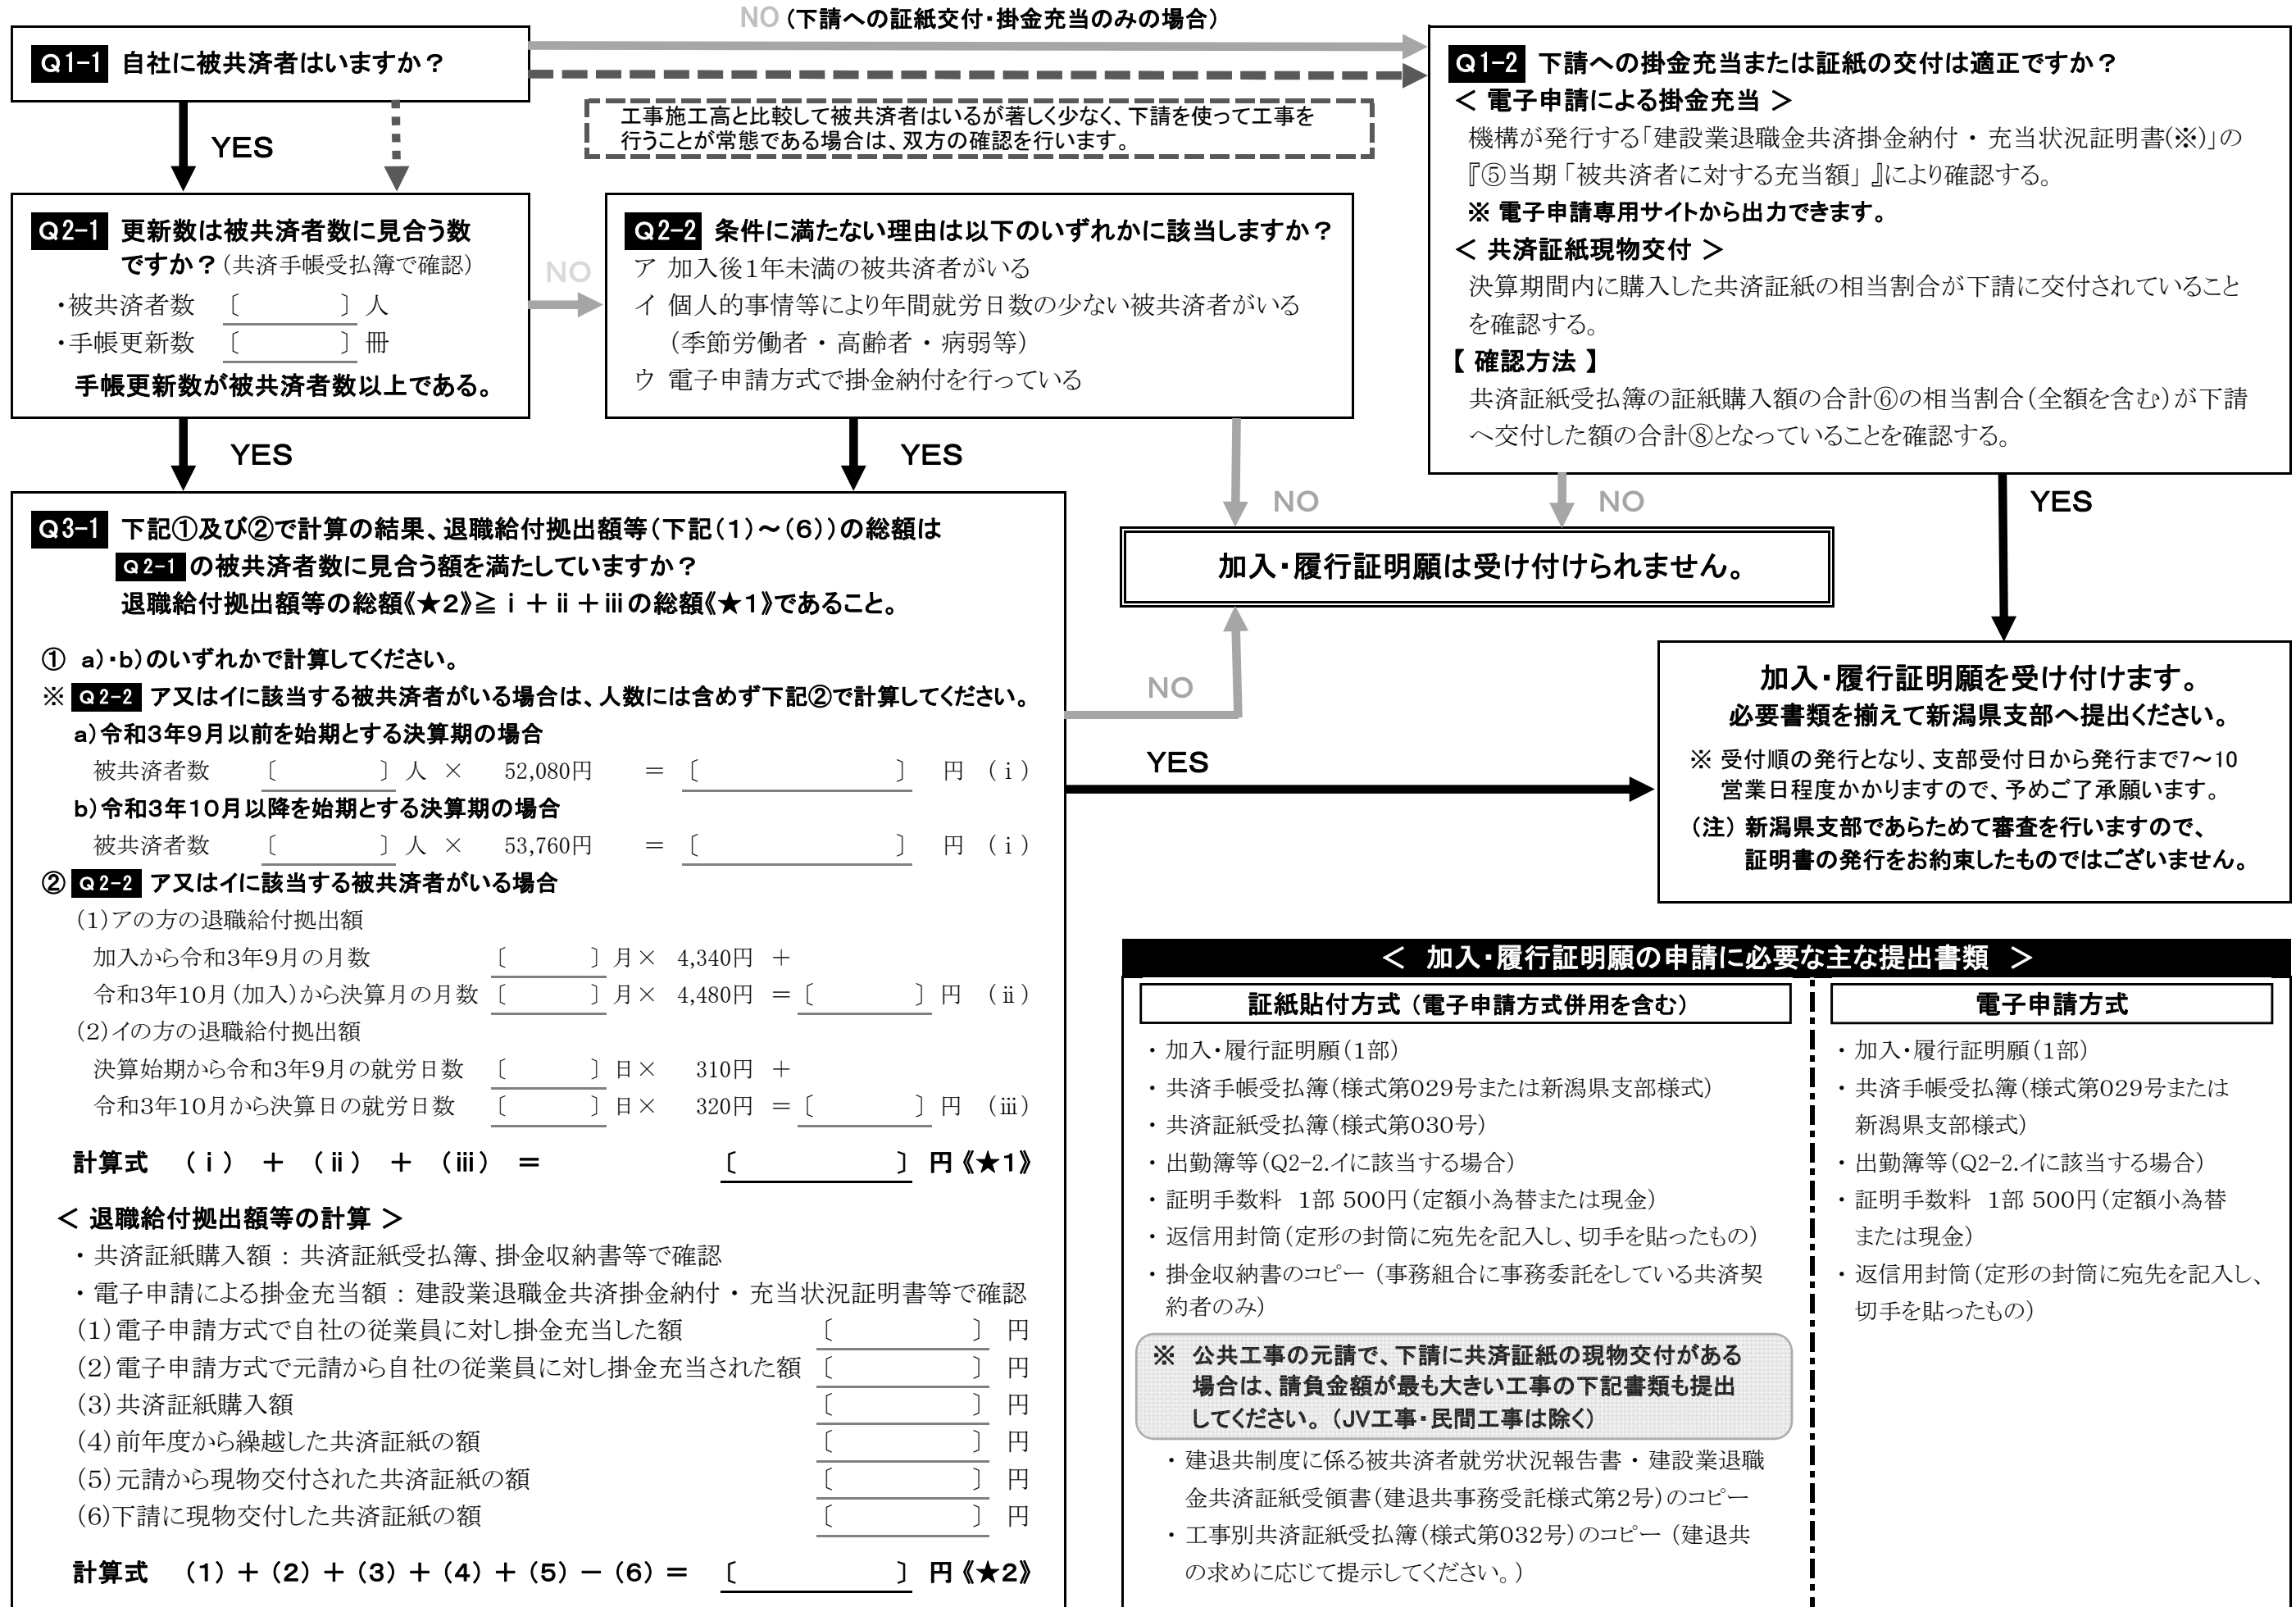 NO（下請への証紙交付・掛金充当のみの場合）
Q1-1 自社に被共済者はいますか？
YES
工事施工高と比較して被共済者はいるが著しく少なく、下請を使って工事を
行うことが常態である場合は、双方の確認を行います。
Q1-2 下請への掛金充当または証紙の交付は適正ですか？
＜ 電子申請による掛金充当 ＞
機構が発行する「建設業退職金共済掛金納付 ・ 充当状況証明書(※)」の
『⑤当期 「被共済者に対する充当額」 』により確認する。
※ 電子申請専用サイトから出力できます。
＜ 共済証紙現物交付 ＞
決算期間内に購入した共済証紙の相当割合が下請に交付されていること
を確認する。
【 確認方法 】
共済証紙受払簿の証紙購入額の合計⑥の相当割合（全額を含む）が下請
へ交付した額の合計⑧となっていることを確認する。
NO
YES
Q2-1 更新数は被共済者数に見合う数
ですか？（共済手帳受払簿で確認）
・被共済者数 〔 〕 人
・手帳更新数 〔 〕 冊
手帳更新数が被共済者数以上である。
NO
YES
Q2-2 条件に満たない理由は以下のいずれかに該当しますか？
ア 加入後１年未満の被共済者がいる
イ 個人的事情等により年間就労日数の少ない被共済者がいる
（季節労働者 ・ 高齢者 ・ 病弱等）
ウ 電子申請方式で掛金納付を行っている
YES
NO
加入・履行証明願は受け付けられません。
Q3-1 下記①及び②で計算の結果、退職給付拠出額等（下記（１）～（６））の総額は
Q2-1 の被共済者数に見合う額を満たしていますか？
退職給付拠出額等の総額《★２》≧ ⅰ ＋ ⅱ ＋ⅲ の総額《★１》であること。
① a）・b）のいずれかで計算してください。
※ Q2-2 ア又はイに該当する被共済者がいる場合は、人数には含めず下記②で計算してください。
a）令和３年９月以前を始期とする決算期の場合
被共済者数 〔 〕 人 × 52,080円 ＝ 〔 〕 円 （ⅰ）
b）令和３年１０月以降を始期とする決算期の場合
被共済者数 〔 〕 人 × 53,760円 ＝ 〔 〕 円 （ⅰ）
② Q2-2 ア又はイに該当する被共済者がいる場合
（１）アの方の退職給付拠出額
加入から令和３年９月の月数 〔 〕 月× 4,340円 ＋
令和３年１０月（加入）から決算月の月数 〔 〕 月× 4,480円 ＝〔 〕 円 （ⅱ）
（２）イの方の退職給付拠出額
決算始期から令和３年９月の就労日数 〔 〕 日× 310円 ＋
令和３年１０月から決算日の就労日数 〔 〕 日× 320円 ＝〔 〕 円 （ⅲ）
計算式 （ⅰ） ＋ （ⅱ） ＋ （ⅲ） ＝ 〔 〕 円《★１》
＜ 退職給付拠出額等の計算 ＞
・ 共済証紙購入額 ： 共済証紙受払簿、掛金収納書等で確認
・ 電子申請による掛金充当額 ： 建設業退職金共済掛金納付 ・ 充当状況証明書等で確認
（１）電子申請方式で自社の従業員に対し掛金充当した額 〔 〕 円
（２）電子申請方式で元請から自社の従業員に対し掛金充当された額 〔 〕 円
（３）共済証紙購入額 〔 〕 円
（４）前年度から繰越した共済証紙の額 〔 〕 円
（５）元請から現物交付された共済証紙の額 〔 〕 円
（６）下請に現物交付した共済証紙の額 〔 〕 円
計算式 （１）＋（２）＋（３）＋（４）＋（５）－（６）＝ 〔 〕 円《★２》
NO
YES
加入・履行証明願を受け付けます。
必要書類を揃えて新潟県支部へ提出ください。
※ 受付順の発行となり、支部受付日から発行まで7～10
営業日程度かかりますので、予めご了承願います。
（注） 新潟県支部であらためて審査を行いますので、
証明書の発行をお約束したものではございません。
＜ 加入・履行証明願の申請に必要な主な提出書類 ＞
証紙貼付方式（電子申請方式併用を含む）
・ 加入・履行証明願（１部）
・ 共済手帳受払簿（様式第０２９号または新潟県支部様式）
・ 共済証紙受払簿（様式第０３０号）
・ 出勤簿等（Q2-2.イに該当する場合）
・ 証明手数料 １部 500円（定額小為替または現金）
・ 返信用封筒（定形の封筒に宛先を記入し、切手を貼ったもの）
・ 掛金収納書のコピー（事務組合に事務委託をしている共済契
約者のみ）
※ 公共工事の元請で、下請に共済証紙の現物交付がある
場合は、請負金額が最も大きい工事の下記書類も提出
してください。（JV工事・民間工事は除く）
・ 建退共制度に係る被共済者就労状況報告書 ・ 建設業退職
金共済証紙受領書（建退共事務受託様式第２号）のコピー
・ 工事別共済証紙受払簿（様式第０３２号）のコピー（建退共
の求めに応じて提示してください。）
電子申請方式
・ 加入・履行証明願（１部）
・ 共済手帳受払簿（様式第０２９号または
新潟県支部様式）
・ 出勤簿等（Q2-2.イに該当する場合）
・ 証明手数料 １部 500円（定額小為替
または現金）
・ 返信用封筒（定形の封筒に宛先を記入し、
切手を貼ったもの）